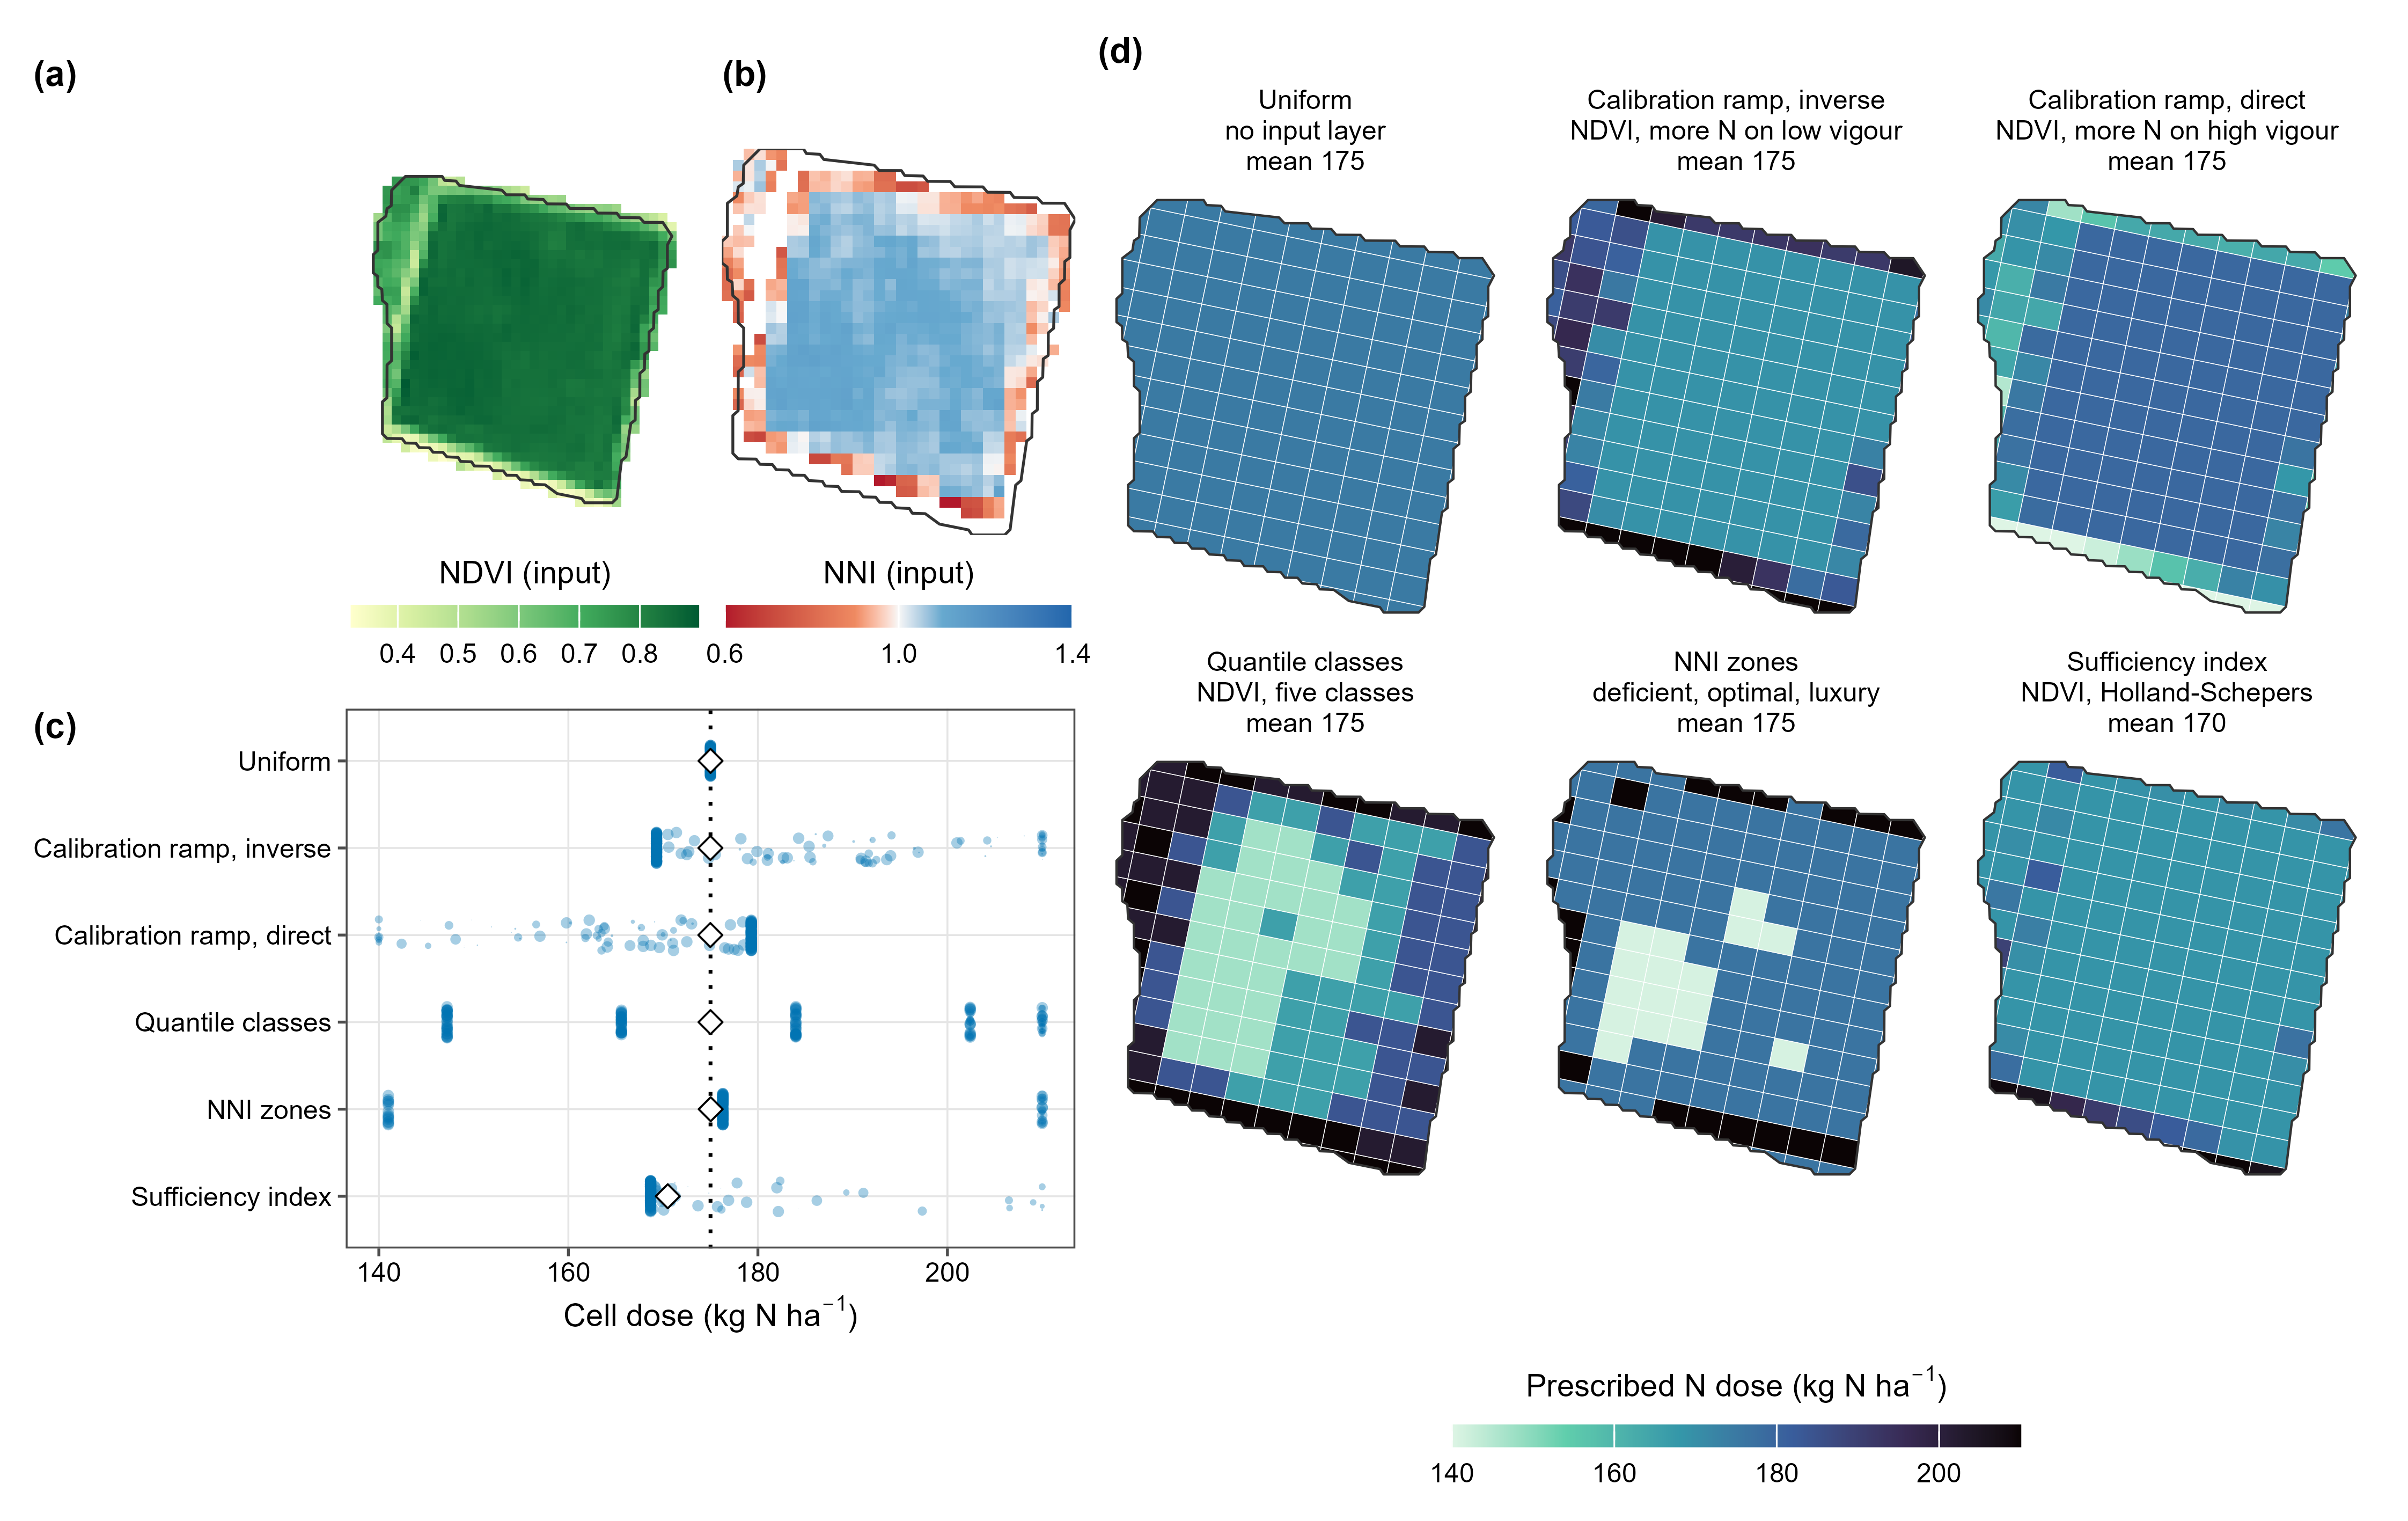 (a)
NDVI (input)
0.4 0.5 0.6 0.7 0.8
(b)
NNI (input)
0.6 1.0 1.4
(c)
Uniform
Calibration ramp, inverse
Calibration ramp, direct
Quantile classes
NNI zones
Sufficiency index
140 160 180 200
Cell dose (kg N ha⁻¹)
(d)
Uniform
no input layer
mean 175
Calibration ramp, inverse
NDVI, more N on low vigour
mean 175
Calibration ramp, direct
NDVI, more N on high vigour
mean 175
Quantile classes
NDVI, five classes
mean 175
NNI zones
deficient, optimal, luxury
mean 175
Sufficiency index
NDVI, Holland-Schepers
mean 170
Prescribed N dose (kg N ha⁻¹)
140 160 180 200